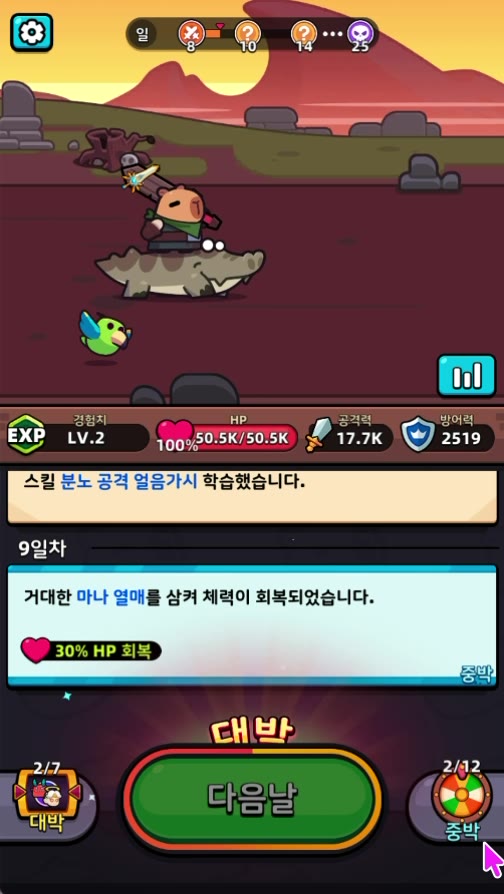 일
8
?
10
?
14
25
EXP
경험치
LV.2
100%
HP
50.5K/50.5K
공격력
17.7K
방어력
2519
스킬 분노 공격 얼음가시 학습했습니다.
9일차
거대한 마나 열매를 삼켜 체력이 회복되었습니다.
30% HP 회복
중박
대박
2/7
대박
다음날
2/12
중박